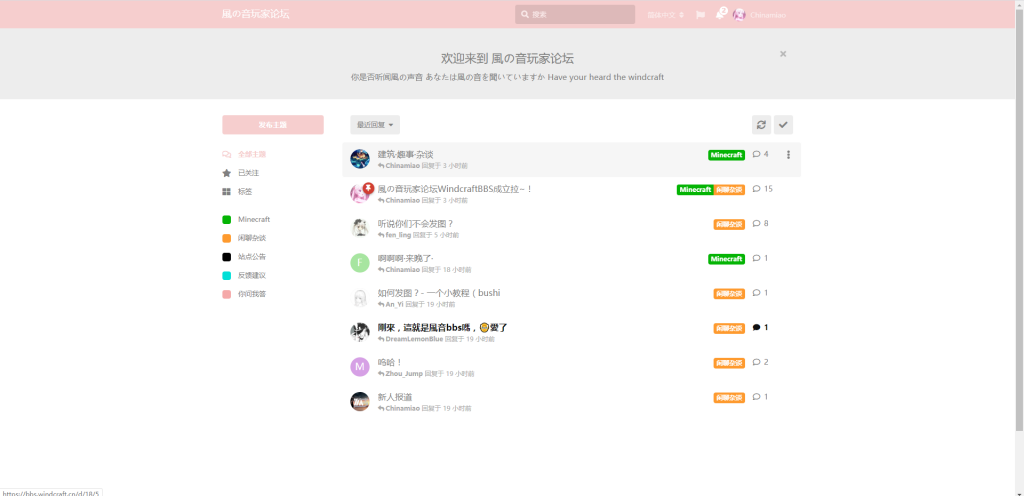 風の音玩家论坛
搜索
简体中文
2
Chinamiao
欢迎来到 風の音玩家论坛
你是否听闻風の声音 あなたは風の音を聞いていますか Have your heard the windcraft
发布主题
最近回复
全部主题
已关注
标签
Minecraft
闲聊杂谈
站点公告
反馈建议
你问我答
建筑·趣事·杂谈
Chinamiao 回复于 3 小时前
Minecraft
4
風の音玩家论坛WindcraftBBS成立拉~！
Chinamiao 回复于 3 小时前
Minecraft 闲聊杂谈
15
听说你们不会发图？
fen_ling 回复于 5 小时前
闲聊杂谈
8
E
啊啊啊·来晚了·
Chinamiao 回复于 18 小时前
Minecraft
1
如何发图？- 一个小教程（bushi
An_Yi 回复于 19 小时前
闲聊杂谈
1
剛來，這就是風音bbs嗎，愛了
DreamLemonBlue 回复于 19 小时前
闲聊杂谈
1
M
呜哈！
Zhou_Jump 回复于 19 小时前
闲聊杂谈
2
新人报道
Chinamiao 回复于 19 小时前
闲聊杂谈
1
https://bbs.windcraft.cn/d/18/5